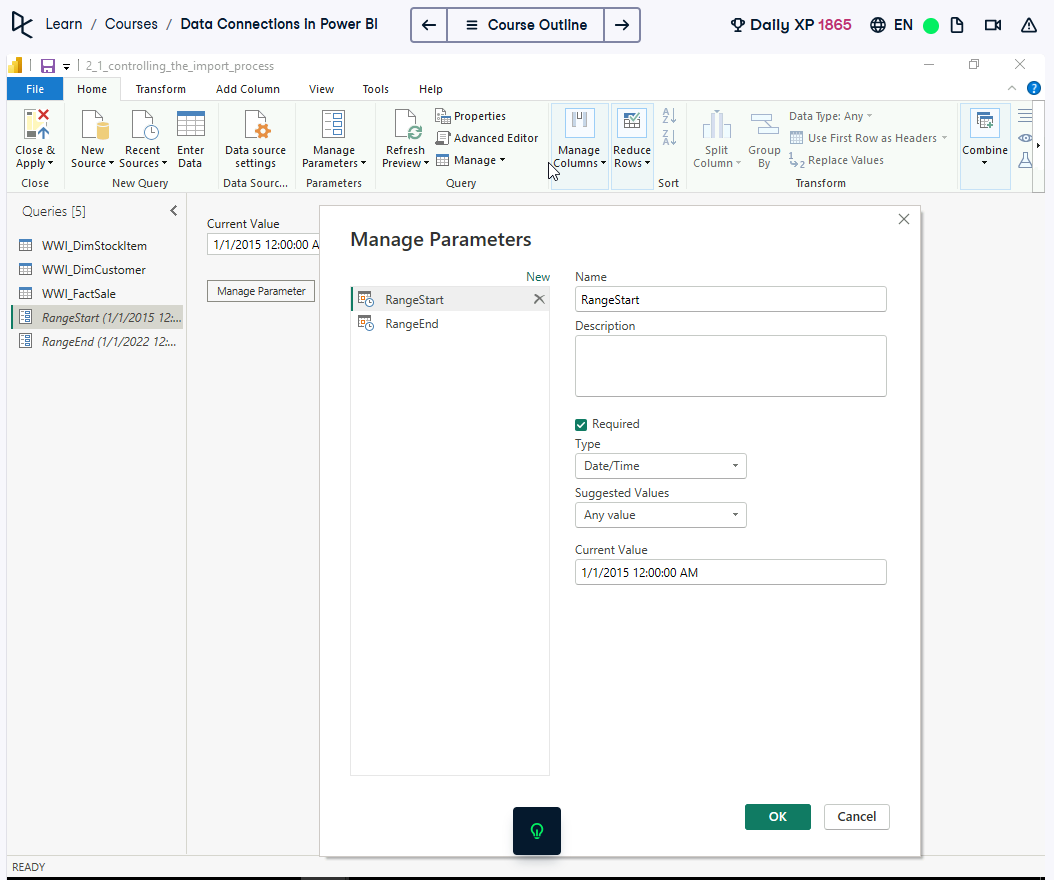 Learn / Courses / Data Connections in Power BI
Course Outline
Daily XP 1865
EN
2_1_controlling_the_import_process
File Home Transform Add Column View Tools Help
Close & Apply
Close
New Source
Recent Sources
Enter Data
New Query
Data source settings
Data Sourc...
Manage Parameters
Parameters
Refresh Preview
Properties
Advanced Editor
Manage
Query
Manage Columns
Reduce Rows
Sort
Split Column
Group By
Data Type: Any
Use First Row as Headers
Replace Values
Transform
Combine
Queries [5]
WWI_DimStockItem
WWI_DimCustomer
WWI_FactSale
RangeStart (1/1/2015 12:...
RangeEnd (1/1/2022 12:...
Current Value
1/1/2015 12:00:00 A
Manage Parameter
Manage Parameters
New
RangeStart
RangeEnd
Name
RangeStart
Description
Required
Type
Date/Time
Suggested Values
Any value
Current Value
1/1/2015 12:00:00 AM
OK
Cancel
READY